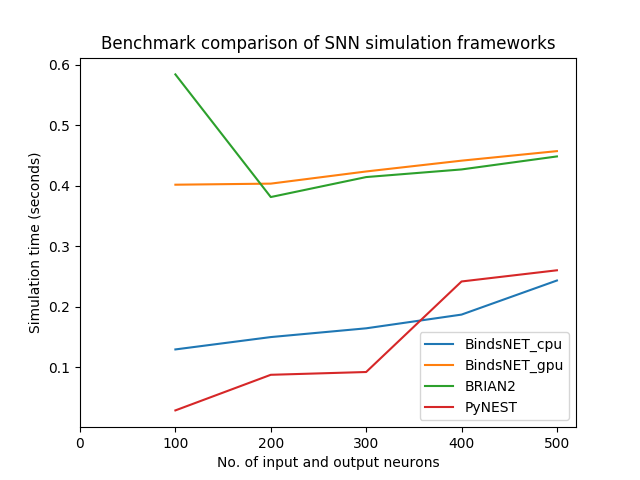 Benchmark comparison of SNN simulation frameworks
Simulation time (seconds)
0.6
0.5
0.4
0.3
0.2
0.1
0
100
200
300
400
500
No. of input and output neurons
BindsNET_cpu
BindsNET_gpu
BRIAN2
PyNEST